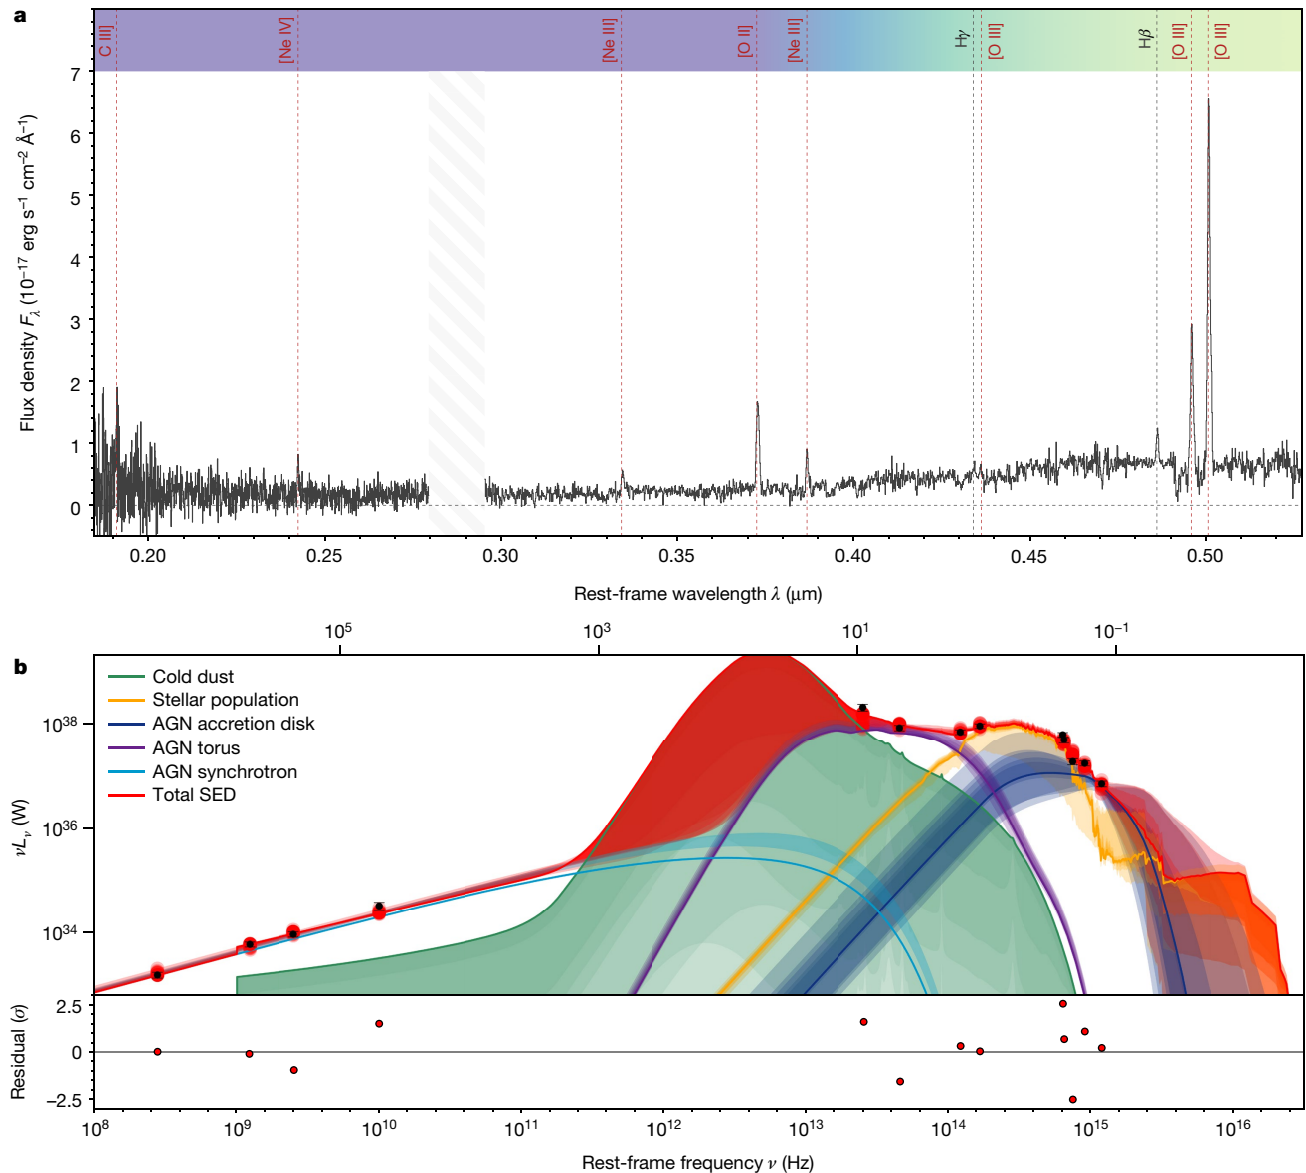 a
C III]
[Ne IV]
[Ne III]
[O II]
[Ne III]
Hγ
[O III]
Hβ
[O III]
[O III]
7
6
5
4
3
2
1
0
Flux density Fλ (10⁻¹⁷ erg s⁻¹ cm⁻² Å⁻¹)
0.20 0.25 0.30 0.35 0.40 0.45 0.50
Rest-frame wavelength λ (μm)
10⁵ 10³ 10¹ 10⁻¹
b
Cold dust
Stellar population
AGN accretion disk
AGN torus
AGN synchrotron
Total SED
10³⁸
10³⁶
10³⁴
νLν (W)
2.5
0
−2.5
Residual (σ)
10⁸ 10⁹ 10¹⁰ 10¹¹ 10¹² 10¹³ 10¹⁴ 10¹⁵ 10¹⁶
Rest-frame frequency ν (Hz)